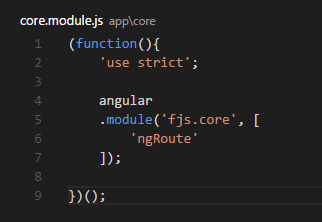 core.module.js app\core
1 (function(){
2     'use strict';
3
4     angular
5     .module('fjs.core', [
6         'ngRoute'
7     ]);
8
9 })();